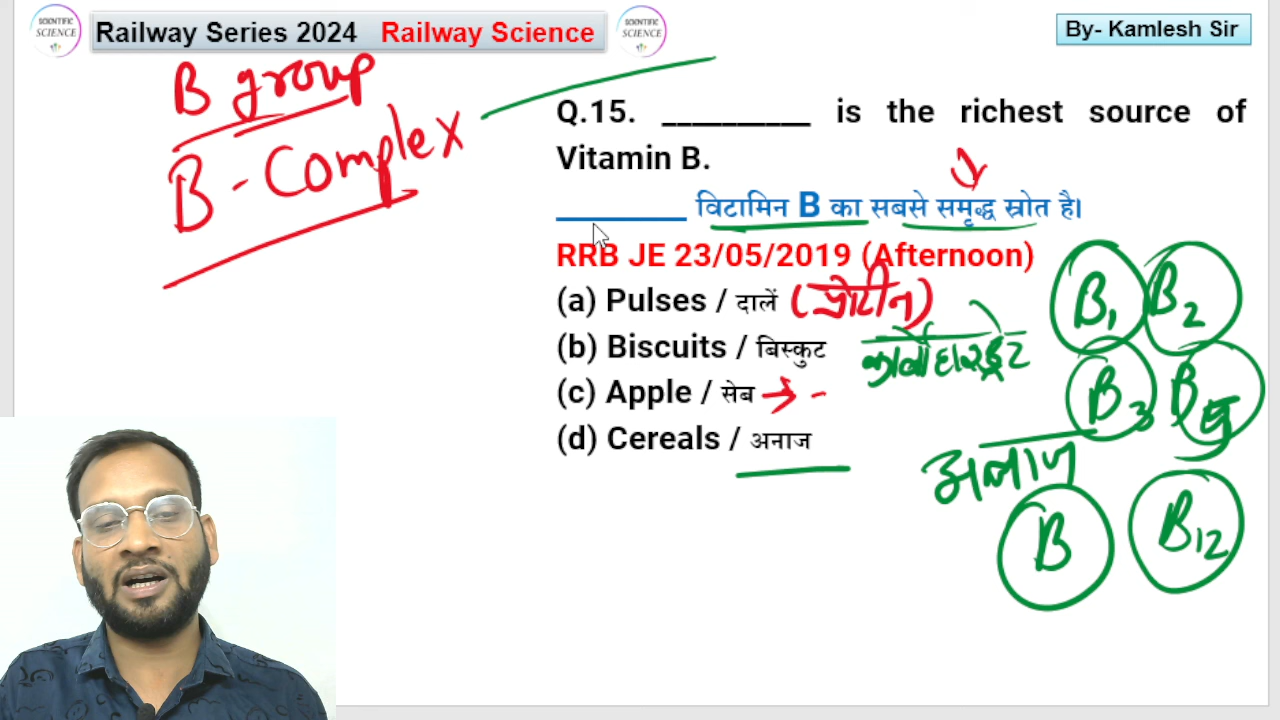 SCIENTIFIC
SCIENCE
Railway Series 2024 Railway Science
SCIENTIFIC
SCIENCE
By- Kamlesh Sir
B group
B-Complex
Q.15. __________ is the richest source of
Vitamin B.
__________ विटामिन B का सबसे समृद्ध स्रोत है।
RRB JE 23/05/2019 (Afternoon)
(a) Pulses / दालें (प्रोटीन)
(b) Biscuits / बिस्कुट कार्बोहाइड्रेट
(c) Apple / सेब
(d) Cereals / अनाज
B1 B2
B3 B5
अनाज
B B12